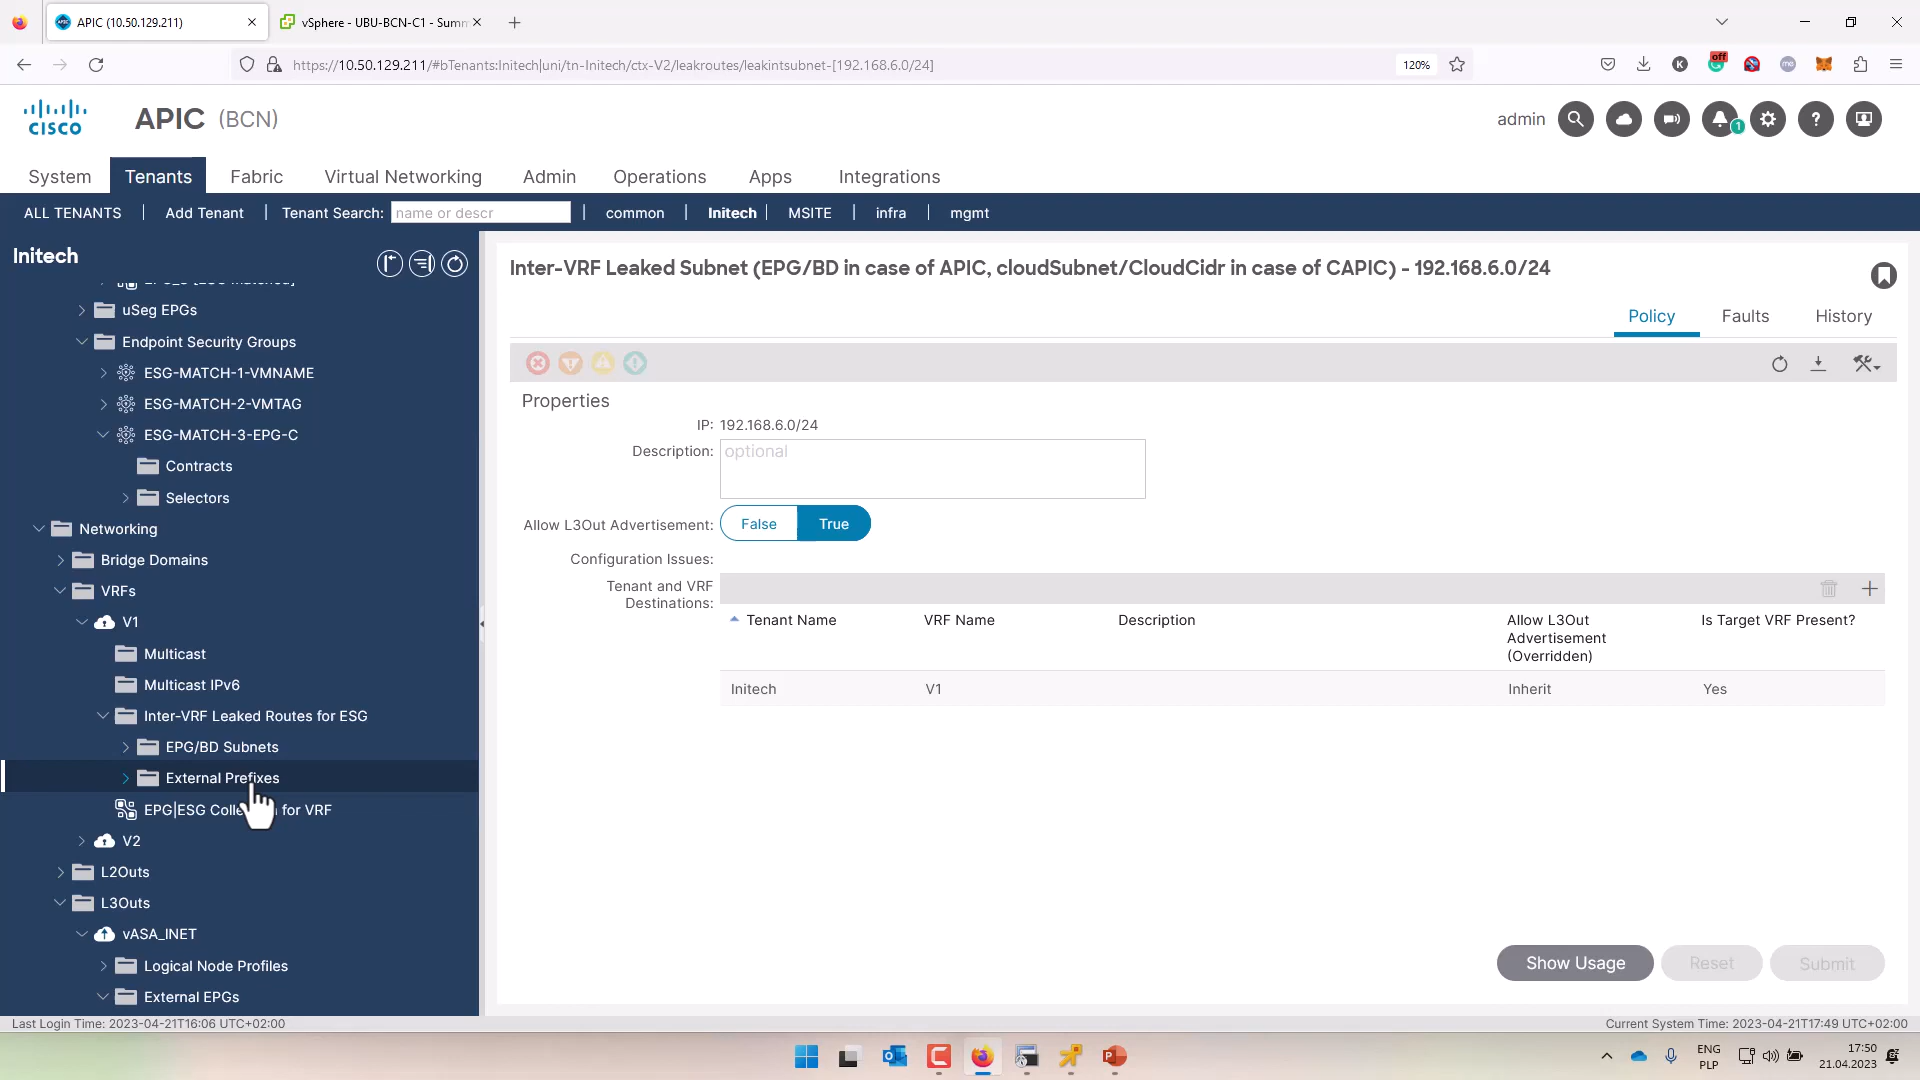 APIC (10.50.129.211)
vSphere - UBU-BCN-C1 - Summ
https://10.50.129.211/#bTenants:Initech|uni/tn-Initech/ctx-V2/leakroutes/leakintsubnet-[192.168.6.0/24]
120%
K
off
CISCO
APIC (BCN)
admin
1
System
Tenants
Fabric
Virtual Networking
Admin
Operations
Apps
Integrations
ALL TENANTS | Add Tenant | Tenant Search: name or descr | common | Initech | MSITE | infra | mgmt
Initech
uSeg EPGs
Endpoint Security Groups
ESG-MATCH-1-VMNAME
ESG-MATCH-2-VMTAG
ESG-MATCH-3-EPG-C
Contracts
Selectors
Networking
Bridge Domains
VRFs
V1
Multicast
Multicast IPv6
Inter-VRF Leaked Routes for ESG
EPG/BD Subnets
External Prefixes
EPG|ESG for VRF
V2
L2Outs
L3Outs
vASA_INET
Logical Node Profiles
External EPGs
Inter-VRF Leaked Subnet (EPG/BD in case of APIC, cloudSubnet/CloudCidr in case of CAPIC) - 192.168.6.0/24
Policy
Faults
History
Properties
IP: 192.168.6.0/24
Description: optional
Allow L3Out Advertisement: False True
Configuration Issues:
Tenant and VRF
Destinations:
Tenant Name
VRF Name
Description
Allow L3Out
Advertisement
(Overridden)
Is Target VRF Present?
Initech
V1
Inherit
Yes
Show Usage
Reset
Submit
Last Login Time: 2023-04-21T16:06 UTC+02:00
Current System Time: 2023-04-21T17:49 UTC+02:00
ENG
PLP
17:50
21.04.2023